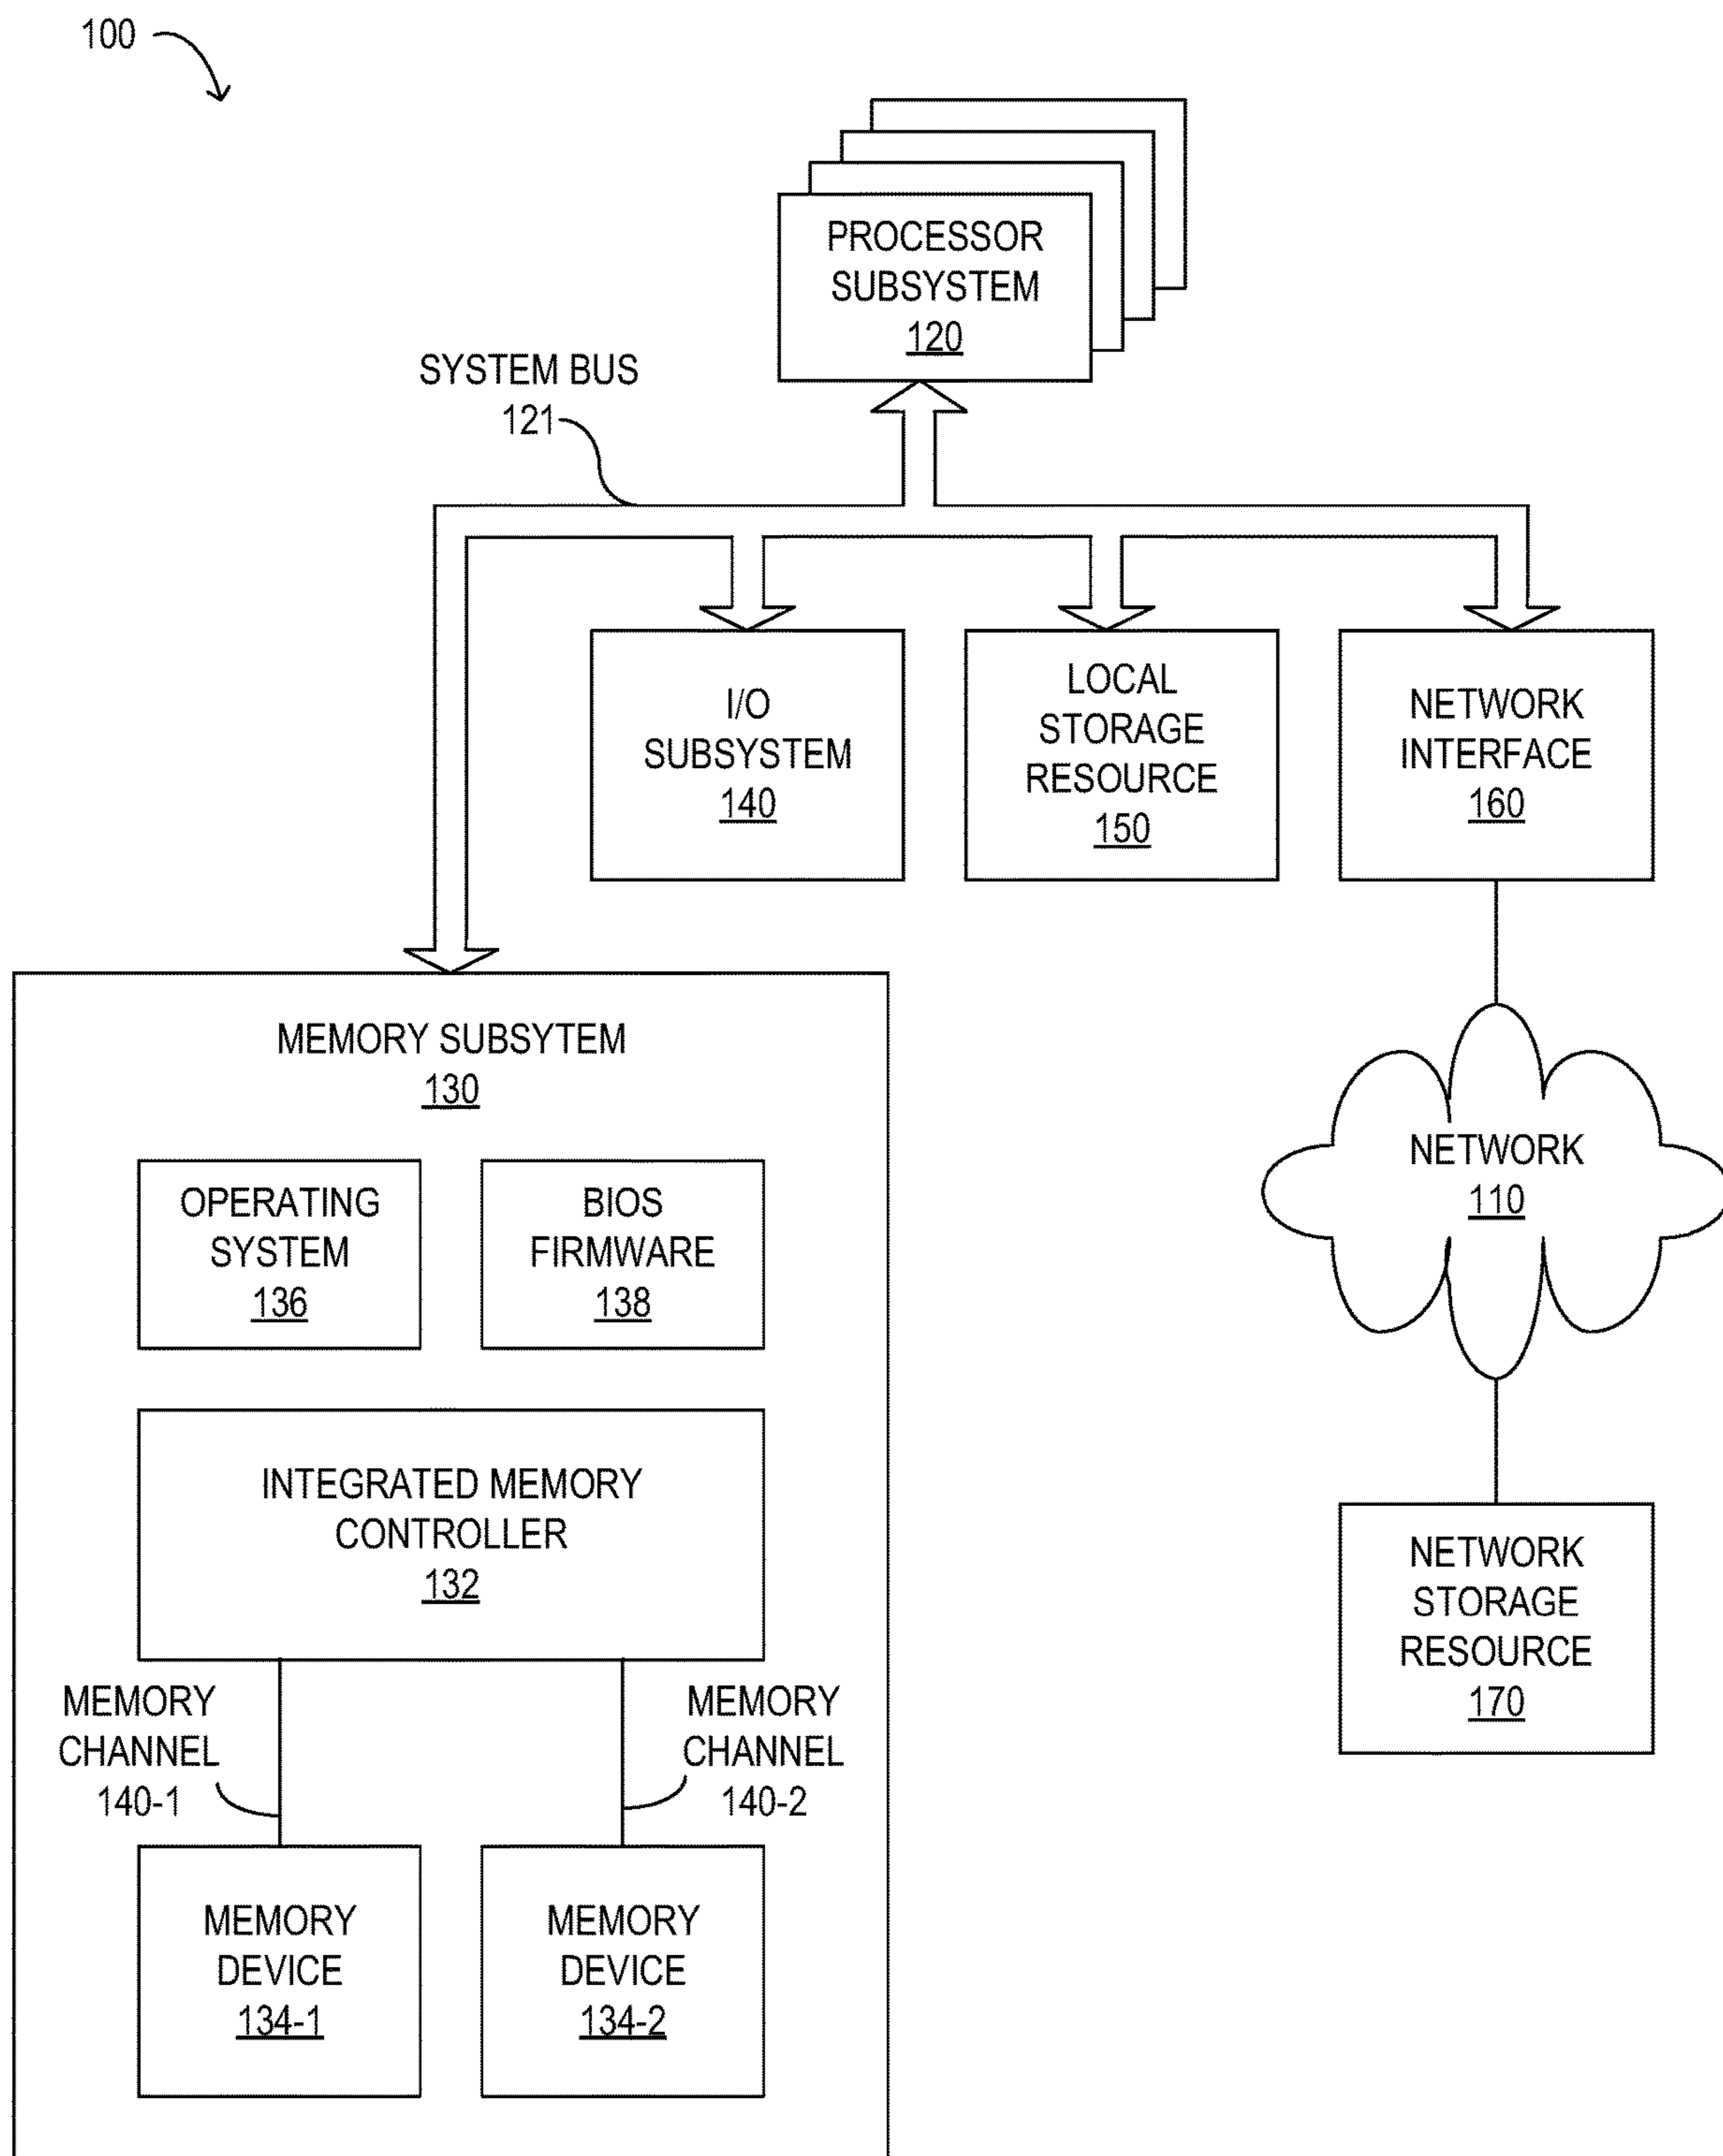 100
PROCESSOR
SUBSYSTEM
120
SYSTEM BUS
121
I/O
SUBSYSTEM
140
LOCAL
STORAGE
RESOURCE
150
NETWORK
INTERFACE
160
MEMORY SUBSYTEM
130
OPERATING
SYSTEM
136
BIOS
FIRMWARE
138
INTEGRATED MEMORY
CONTROLLER
132
MEMORY
CHANNEL
140-1
MEMORY
CHANNEL
140-2
MEMORY
DEVICE
134-1
MEMORY
DEVICE
134-2
NETWORK
110
NETWORK
STORAGE
RESOURCE
170